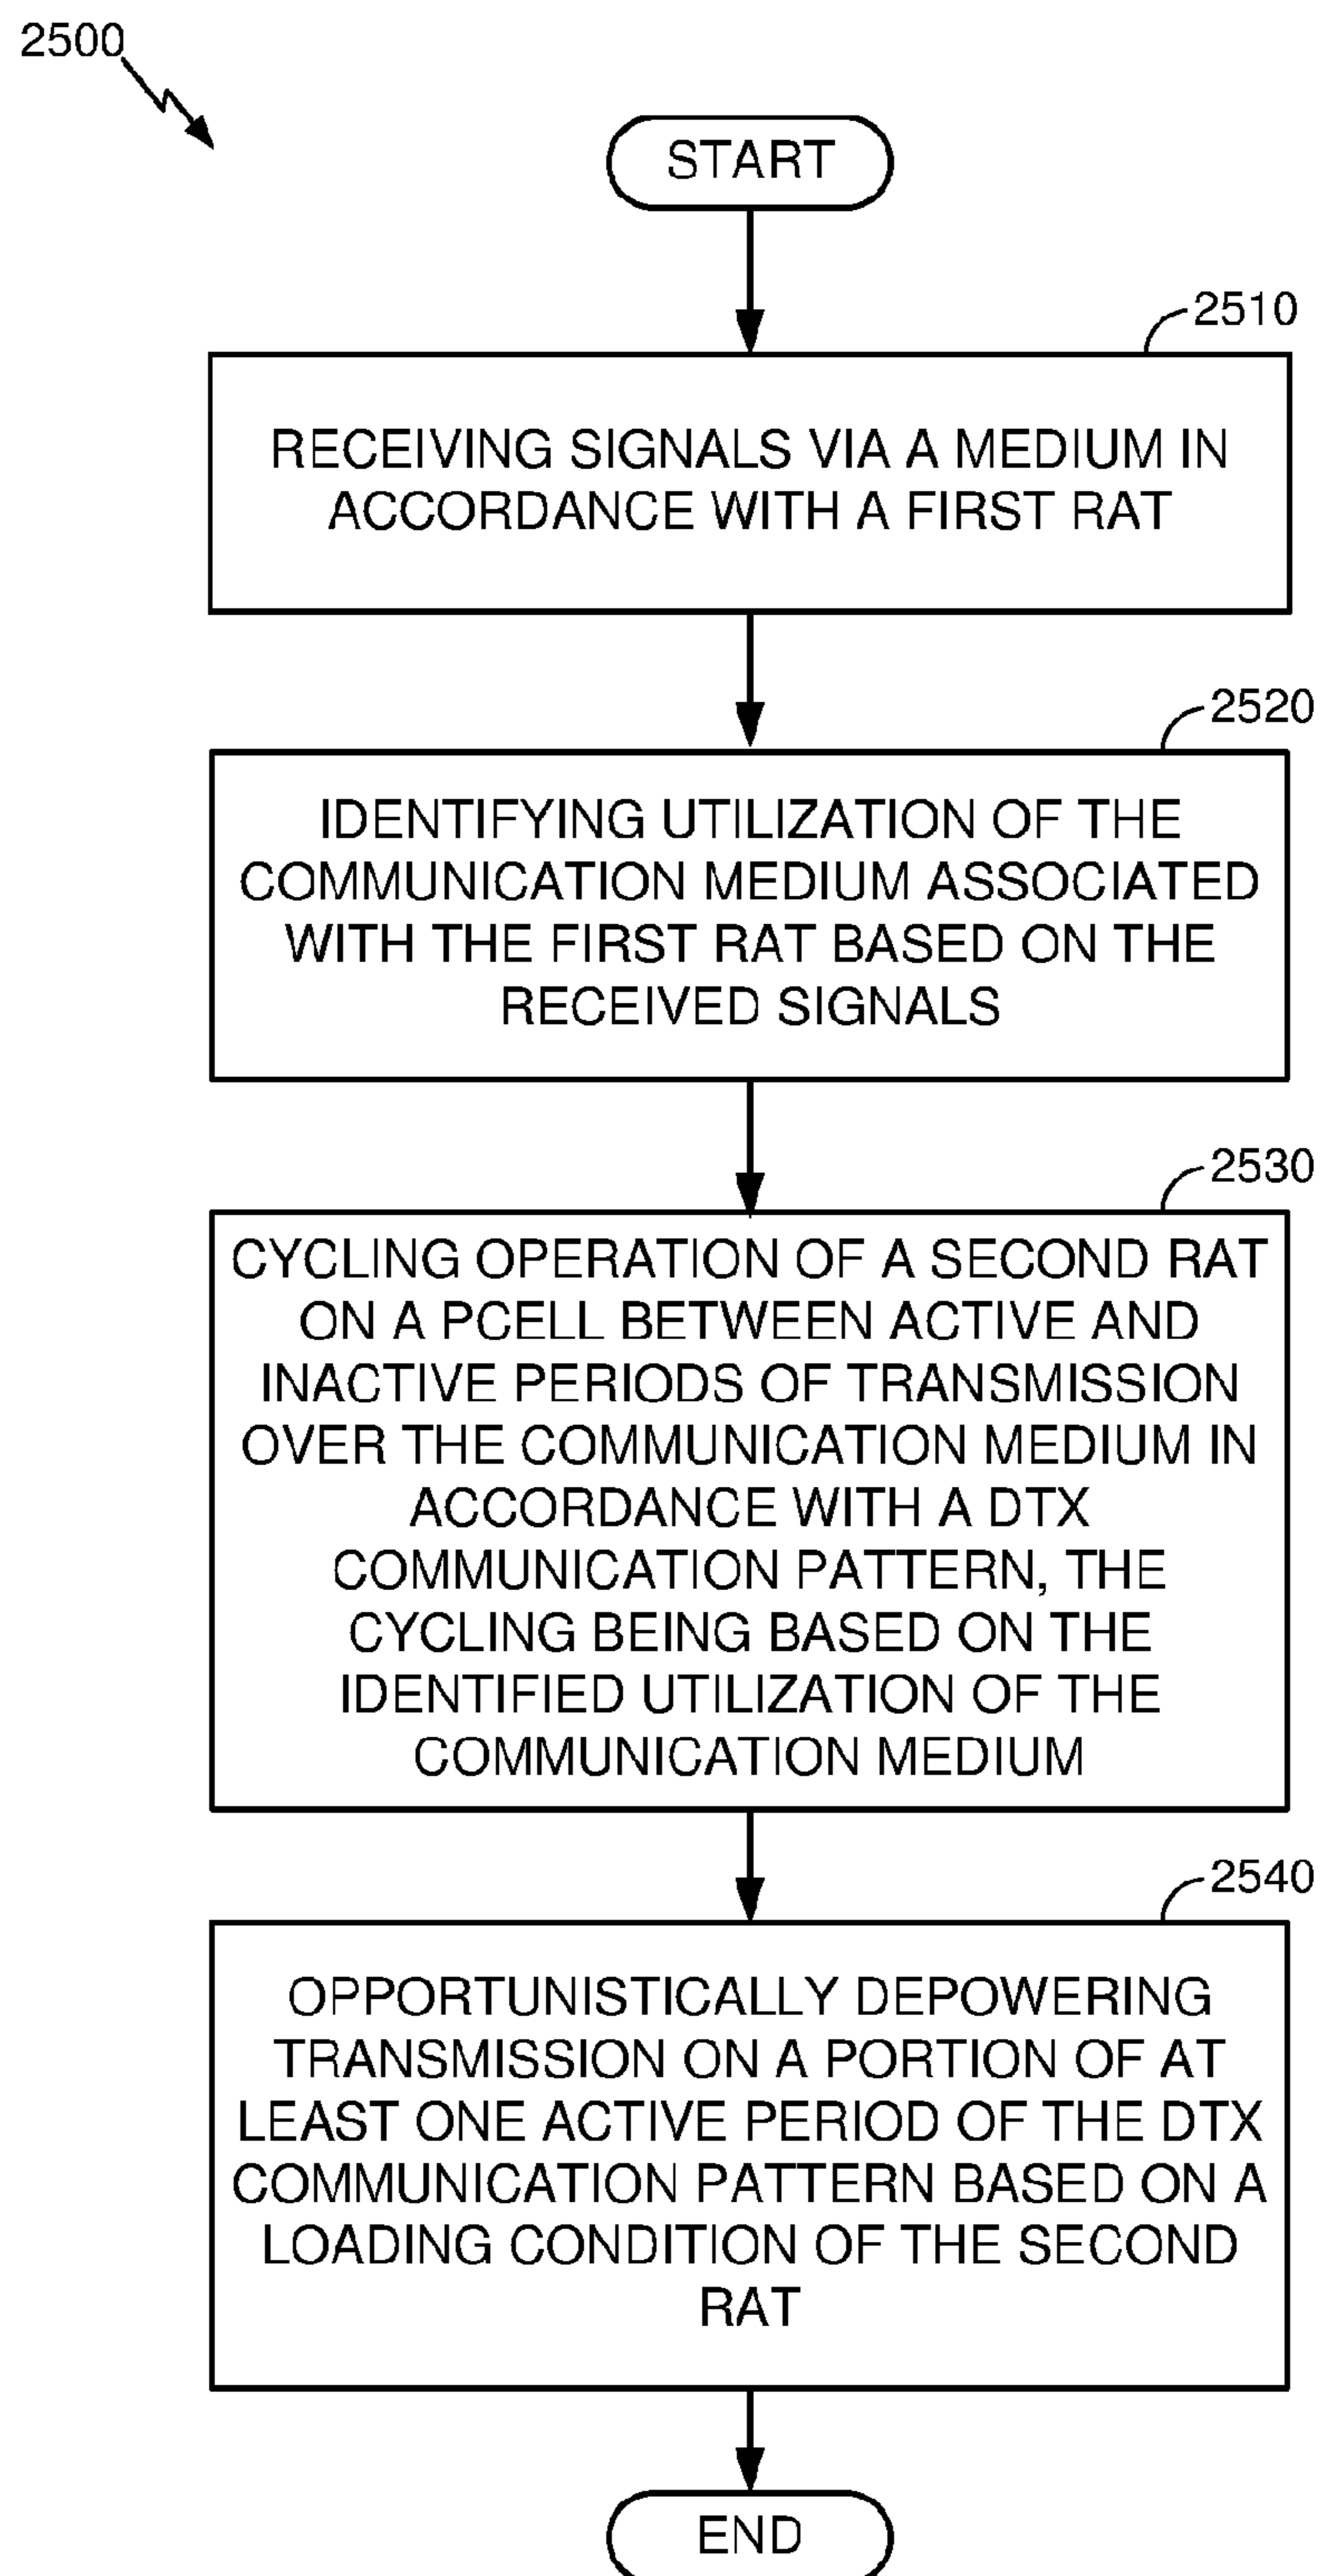 2500
START
2510
RECEIVING SIGNALS VIA A MEDIUM IN
ACCORDANCE WITH A FIRST RAT
2520
IDENTIFYING UTILIZATION OF THE
COMMUNICATION MEDIUM ASSOCIATED
WITH THE FIRST RAT BASED ON THE
RECEIVED SIGNALS
2530
CYCLING OPERATION OF A SECOND RAT
ON A PCELL BETWEEN ACTIVE AND
INACTIVE PERIODS OF TRANSMISSION
OVER THE COMMUNICATION MEDIUM IN
ACCORDANCE WITH A DTX
COMMUNICATION PATTERN, THE
CYCLING BEING BASED ON THE
IDENTIFIED UTILIZATION OF THE
COMMUNICATION MEDIUM
2540
OPPORTUNISTICALLY DEPOWERING
TRANSMISSION ON A PORTION OF AT
LEAST ONE ACTIVE PERIOD OF THE DTX
COMMUNICATION PATTERN BASED ON A
LOADING CONDITION OF THE SECOND
RAT
END